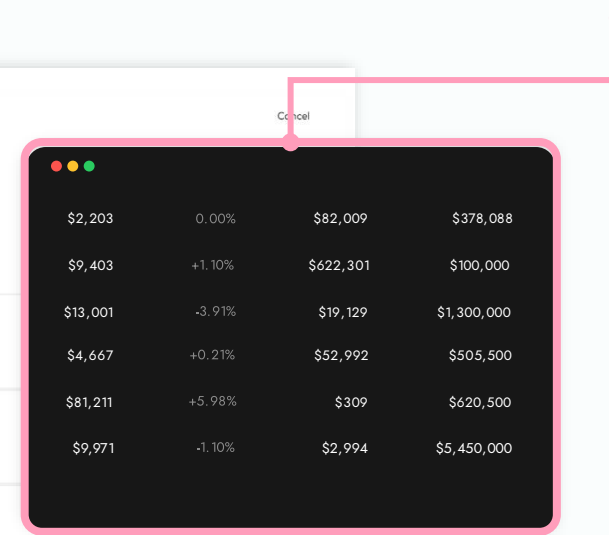 Cancel
$2,203 0.00% $82,009 $378,088
$9,403 +1.10% $622,301 $100,000
$13,001 -3.91% $19,129 $1,300,000
$4,667 +0.21% $52,992 $505,500
$81,211 +5.98% $309 $620,500
$9,971 -1.10% $2,994 $5,450,000